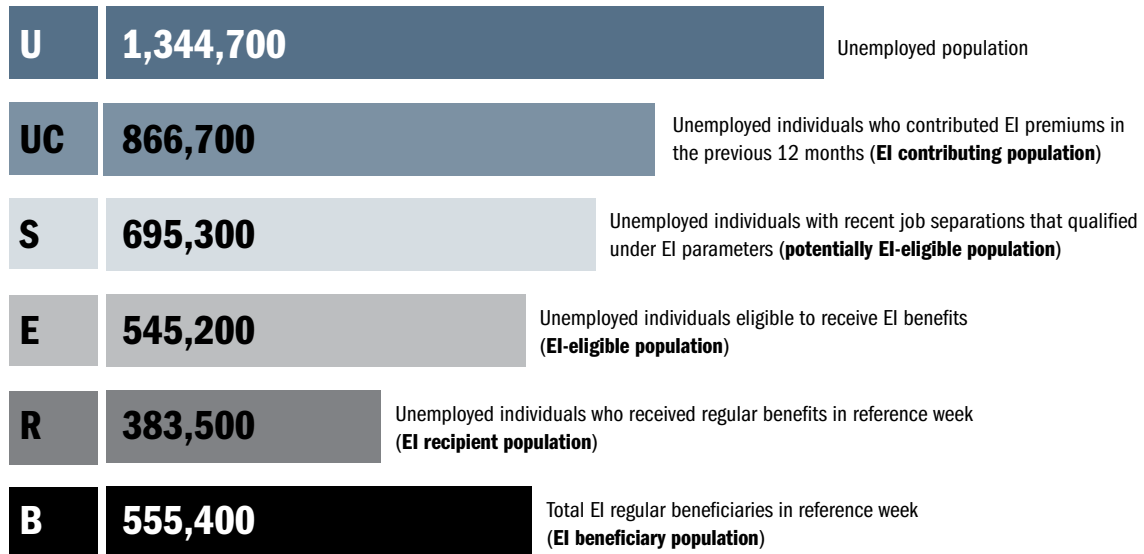 U 1,344,700 Unemployed population
UC 866,700 Unemployed individuals who contributed EI premiums in
the previous 12 months (EI contributing population)
S 695,300 Unemployed individuals with recent job separations that qualified
under EI parameters (potentially EI-eligible population)
E 545,200 Unemployed individuals eligible to receive EI benefits
(EI-eligible population)
R 383,500 Unemployed individuals who received regular benefits in reference week
(EI recipient population)
B 555,400 Total EI regular beneficiaries in reference week
(EI beneficiary population)